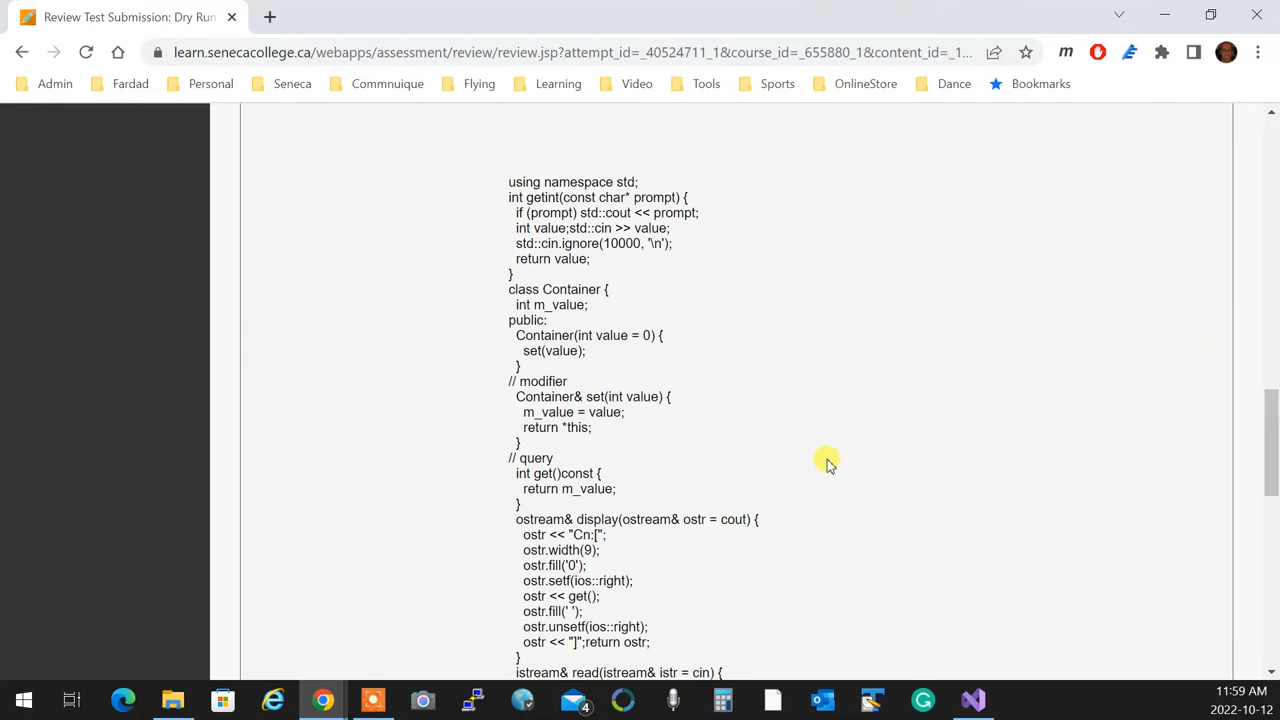 Review Test Submission: Dry Run
learn.senecacollege.ca/webapps/assessment/review/review.jsp?attempt_id=_40524711_1&course_id=_655880_1&content_id=_1...
m
Admin Fardad Personal Seneca Commnuique Flying Learning Video Tools Sports OnlineStore Dance Bookmarks
using namespace std;
int getint(const char* prompt) {
if (prompt) std::cout << prompt;
int value;std::cin >> value;
std::cin.ignore(10000, '\n');
return value;
}
class Container {
int m_value;
public:
Container(int value = 0) {
set(value);
}
// modifier
Container& set(int value) {
m_value = value;
return *this;
}
// query
int get()const {
return m_value;
}
ostream& display(ostream& ostr = cout) {
ostr << "Cn:[";
ostr.width(9);
ostr.fill('0');
ostr.setf(ios::right);
ostr << get();
ostr.fill(' ');
ostr.unsetf(ios::right);
ostr << "]";return ostr;
}
istream& read(istream& istr = cin) {
4
11:59 AM
2022-10-12